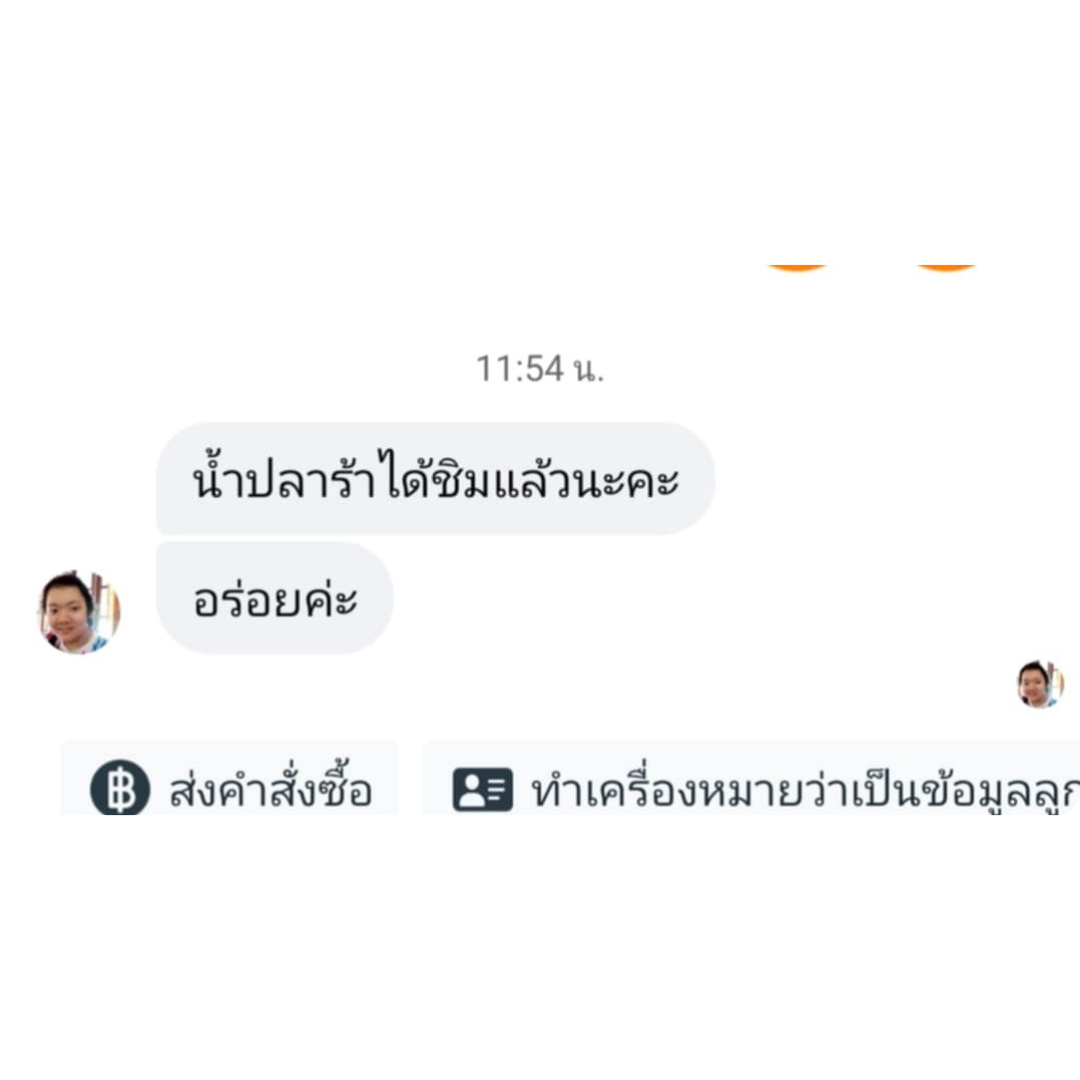 11:54 น.
น้ำปลาร้าได้ชิมแล้วนะคะ
อร่อยค่ะ
ส่งคำสั่งซื้อ
ทำเครื่องหมายว่าเป็นข้อมูลลูก